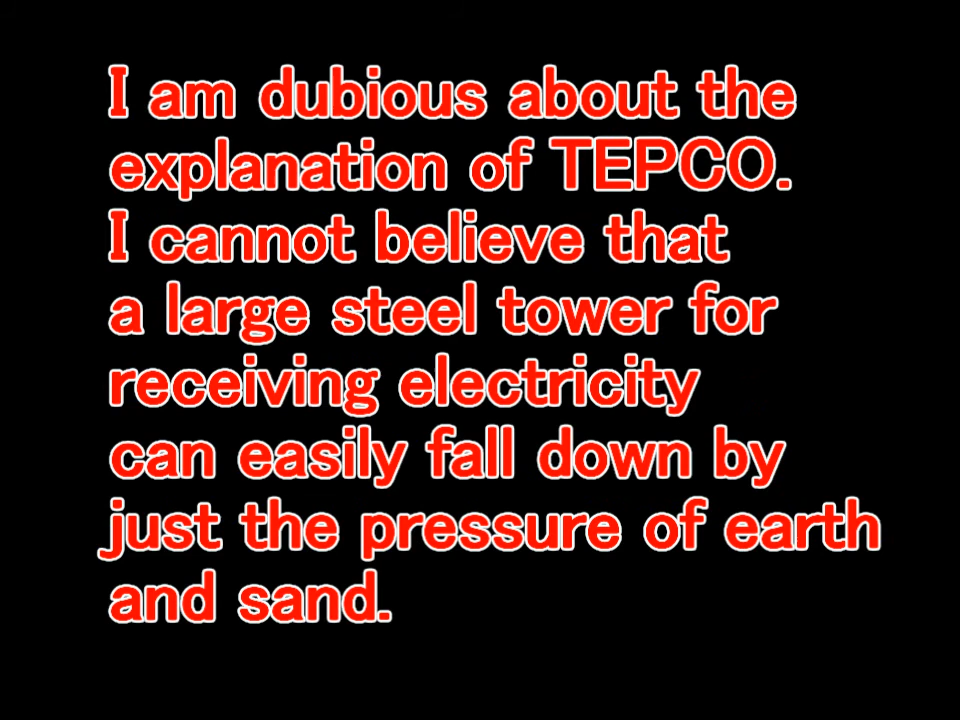 I am dubious about the
explanation of TEPCO.
I cannot believe that
a large steel tower for
receiving electricity
can easily fall down by
just the pressure of earth
and sand.